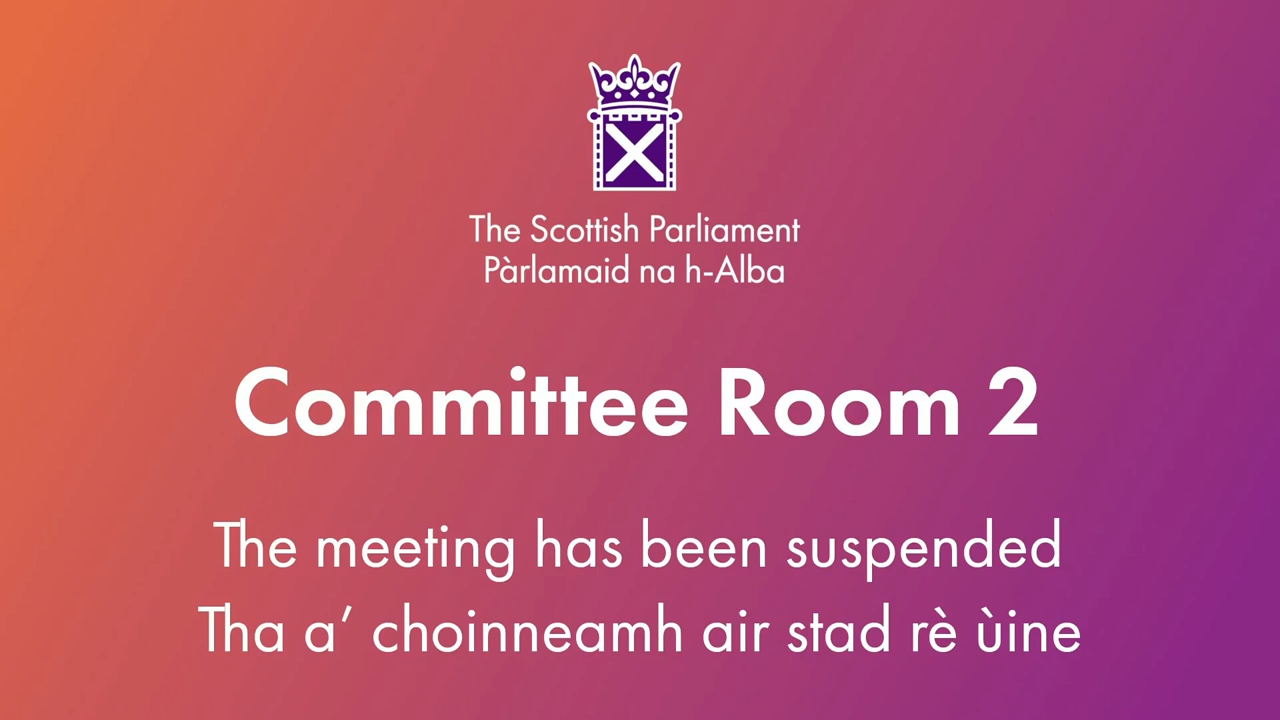 The Scottish Parliament
Pàrlamaid na h-Alba
Committee Room 2
The meeting has been suspended
Tha a’ choinneamh air stad rè ùine